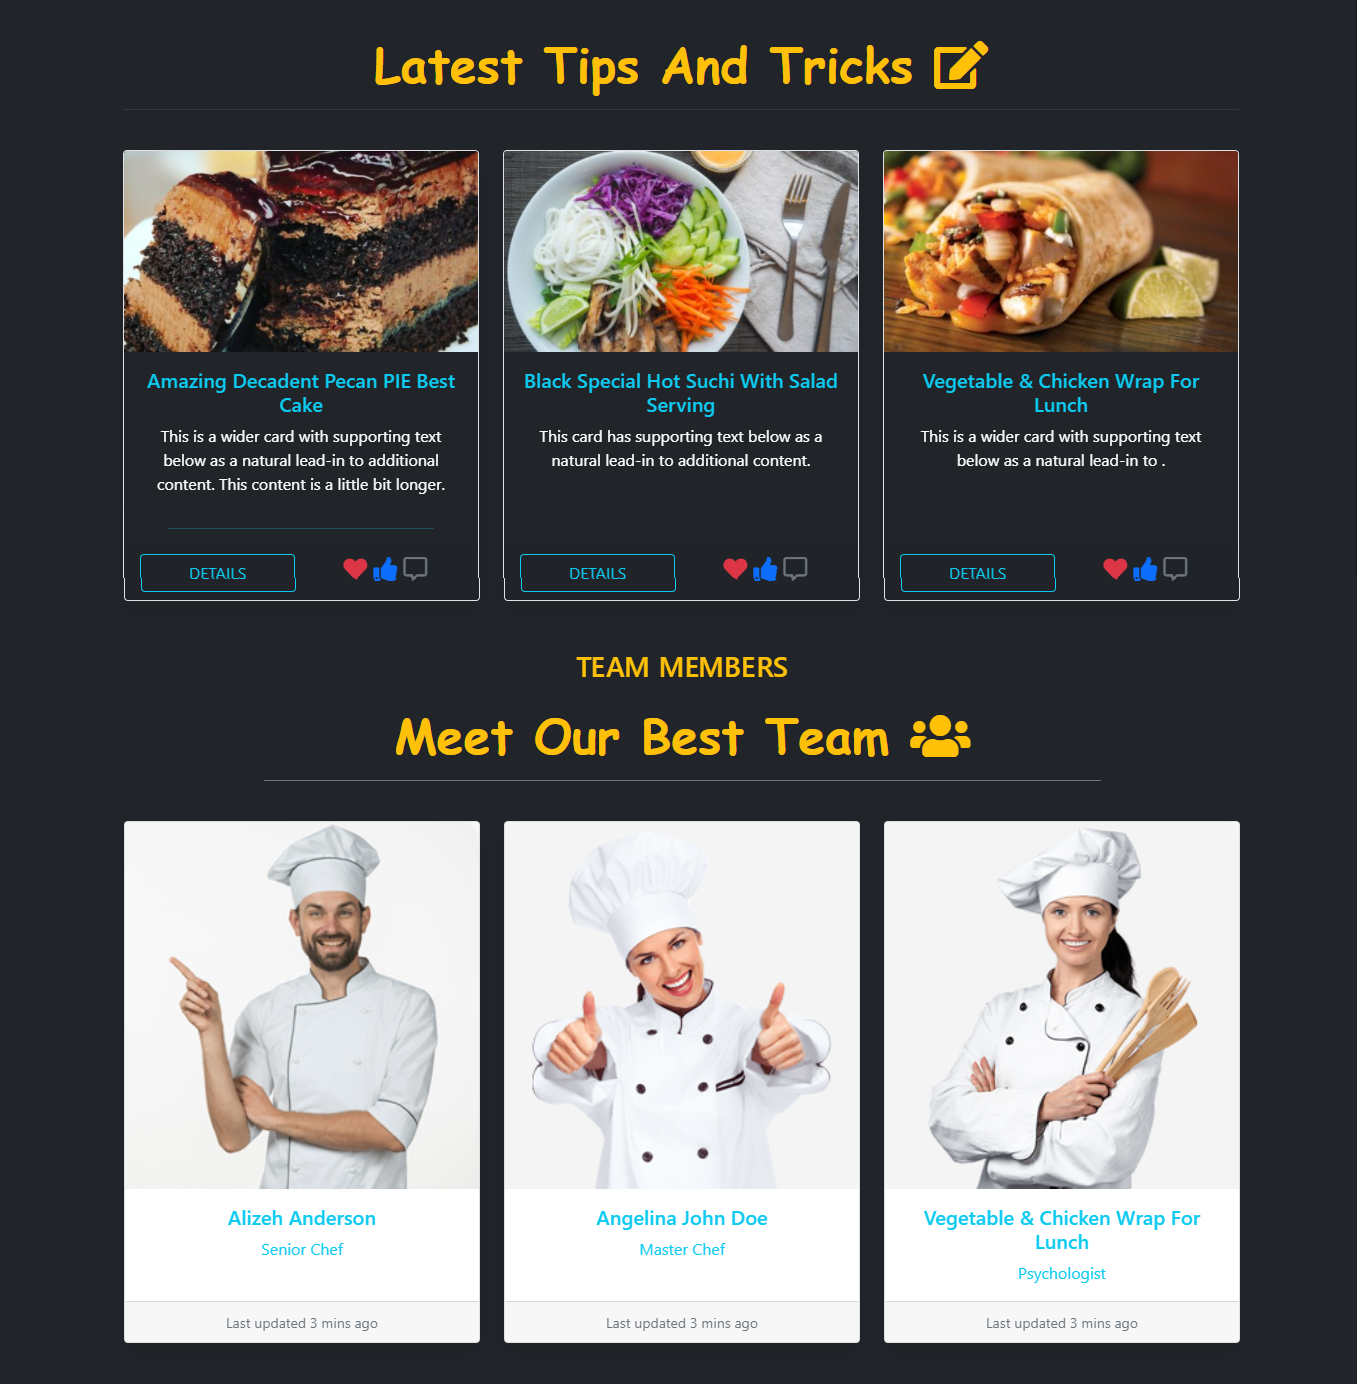 Latest Tips And Tricks
Amazing Decadent Pecan PIE Best
Cake
This is a wider card with supporting text
below as a natural lead-in to additional
content. This content is a little bit longer.
DETAILS
Black Special Hot Suchi With Salad
Serving
This card has supporting text below as a
natural lead-in to additional content.
DETAILS
Vegetable & Chicken Wrap For
Lunch
This is a wider card with supporting text
below as a natural lead-in to .
DETAILS
TEAM MEMBERS
Meet Our Best Team
Alizeh Anderson
Senior Chef
Last updated 3 mins ago
Angelina John Doe
Master Chef
Last updated 3 mins ago
Vegetable & Chicken Wrap For
Lunch
Psychologist
Last updated 3 mins ago